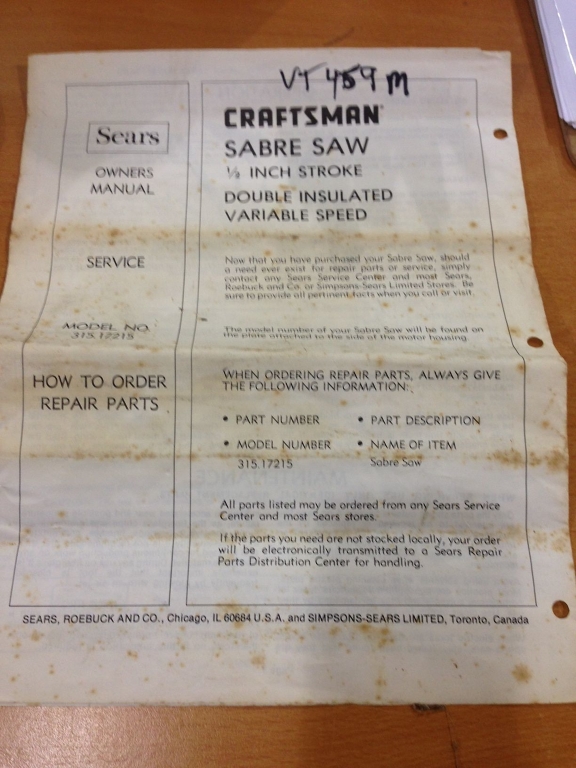 VT 459 M
Sears
OWNERS
MANUAL
CRAFTSMAN
SABRE SAW
1/2 INCH STROKE
DOUBLE INSULATED
VARIABLE SPEED
SERVICE
Now that you have purchased your Sabre Saw, should
a need ever exist for repair parts or service, simply
contact any Sears Service Center and most Sears,
Roebuck and Co. or Simpsons-Sears Limited Stores. Be
sure to provide all pertinent facts when you call or visit.
MODEL NO.
315.17215
The model number of your Sabre Saw will be found on
the plate attached to the side of the motor housing.
HOW TO ORDER
REPAIR PARTS
WHEN ORDERING REPAIR PARTS, ALWAYS GIVE
THE FOLLOWING INFORMATION:
• PART NUMBER • PART DESCRIPTION
• MODEL NUMBER • NAME OF ITEM
315.17215 Sabre Saw
All parts listed may be ordered from any Sears Service
Center and most Sears stores.
If the parts you need are not stocked locally, your order
will be electronically transmitted to a Sears Repair
Parts Distribution Center for handling.
SEARS, ROEBUCK AND CO., Chicago, IL 60684 U.S.A. and SIMPSONS-SEARS LIMITED, Toronto, Canada